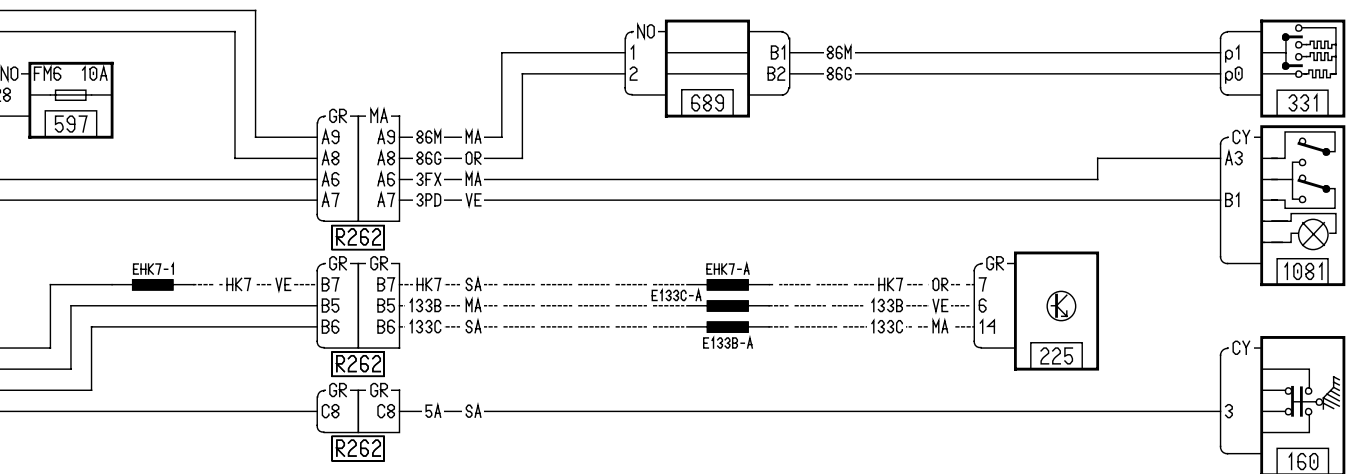 NO FM6 10A
28
597
GR MA
A9 A9 86M MA
A8 A8 86G OR
A6 A6 3FX MA
A7 A7 3PD VE
R262
NO
1 B1 86M p1
2 B2 86G p0
689
331
CY
A3
B1
1081
EHK7-1
GR GR
HK7 VE B7 B7 HK7 SA
B5 B5 133B MA
B6 B6 133C SA
R262
EHK7-A
E133C-A
E133B-A
GR
HK7 OR 7
133B VE 6
133C MA 14
225
GR GR
C8 C8 5A SA
R262
CY
3
160